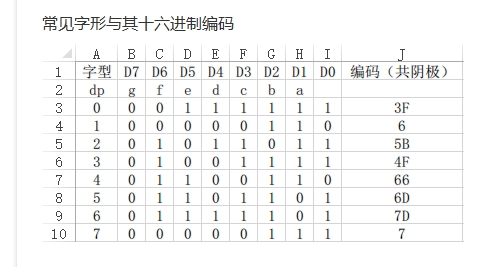 常见字形与其十六进制编码
A B C D E F G H I J
1 字型 D7 D6 D5 D4 D3 D2 D1 D0 编码（共阴极）
2 dp g f e d c b a
3 0 0 0 1 1 1 1 1 1 3F
4 1 0 0 0 0 0 1 1 0 6
5 2 0 1 0 1 1 0 1 1 5B
6 3 0 1 0 0 1 1 1 1 4F
7 4 0 1 1 0 0 1 1 0 66
8 5 0 1 1 0 1 1 0 1 6D
9 6 0 1 1 1 1 1 0 1 7D
10 7 0 0 0 0 0 1 1 1 7